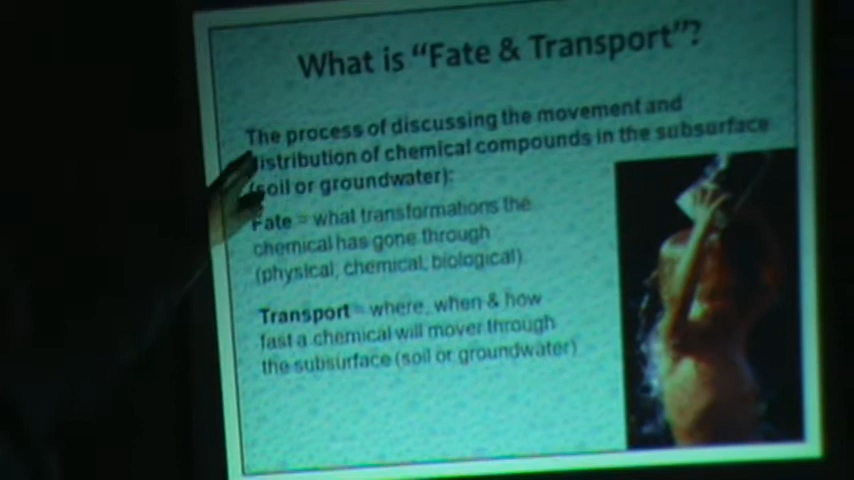 What is "Fate & Transport"?
The process of discussing the movement and
distribution of chemical compounds in the subsurface
(soil or groundwater):
Fate = what transformations the
chemical has gone through
(physical, chemical, biological)
Transport = where, when & how
fast a chemical will mover through
the subsurface (soil or groundwater)